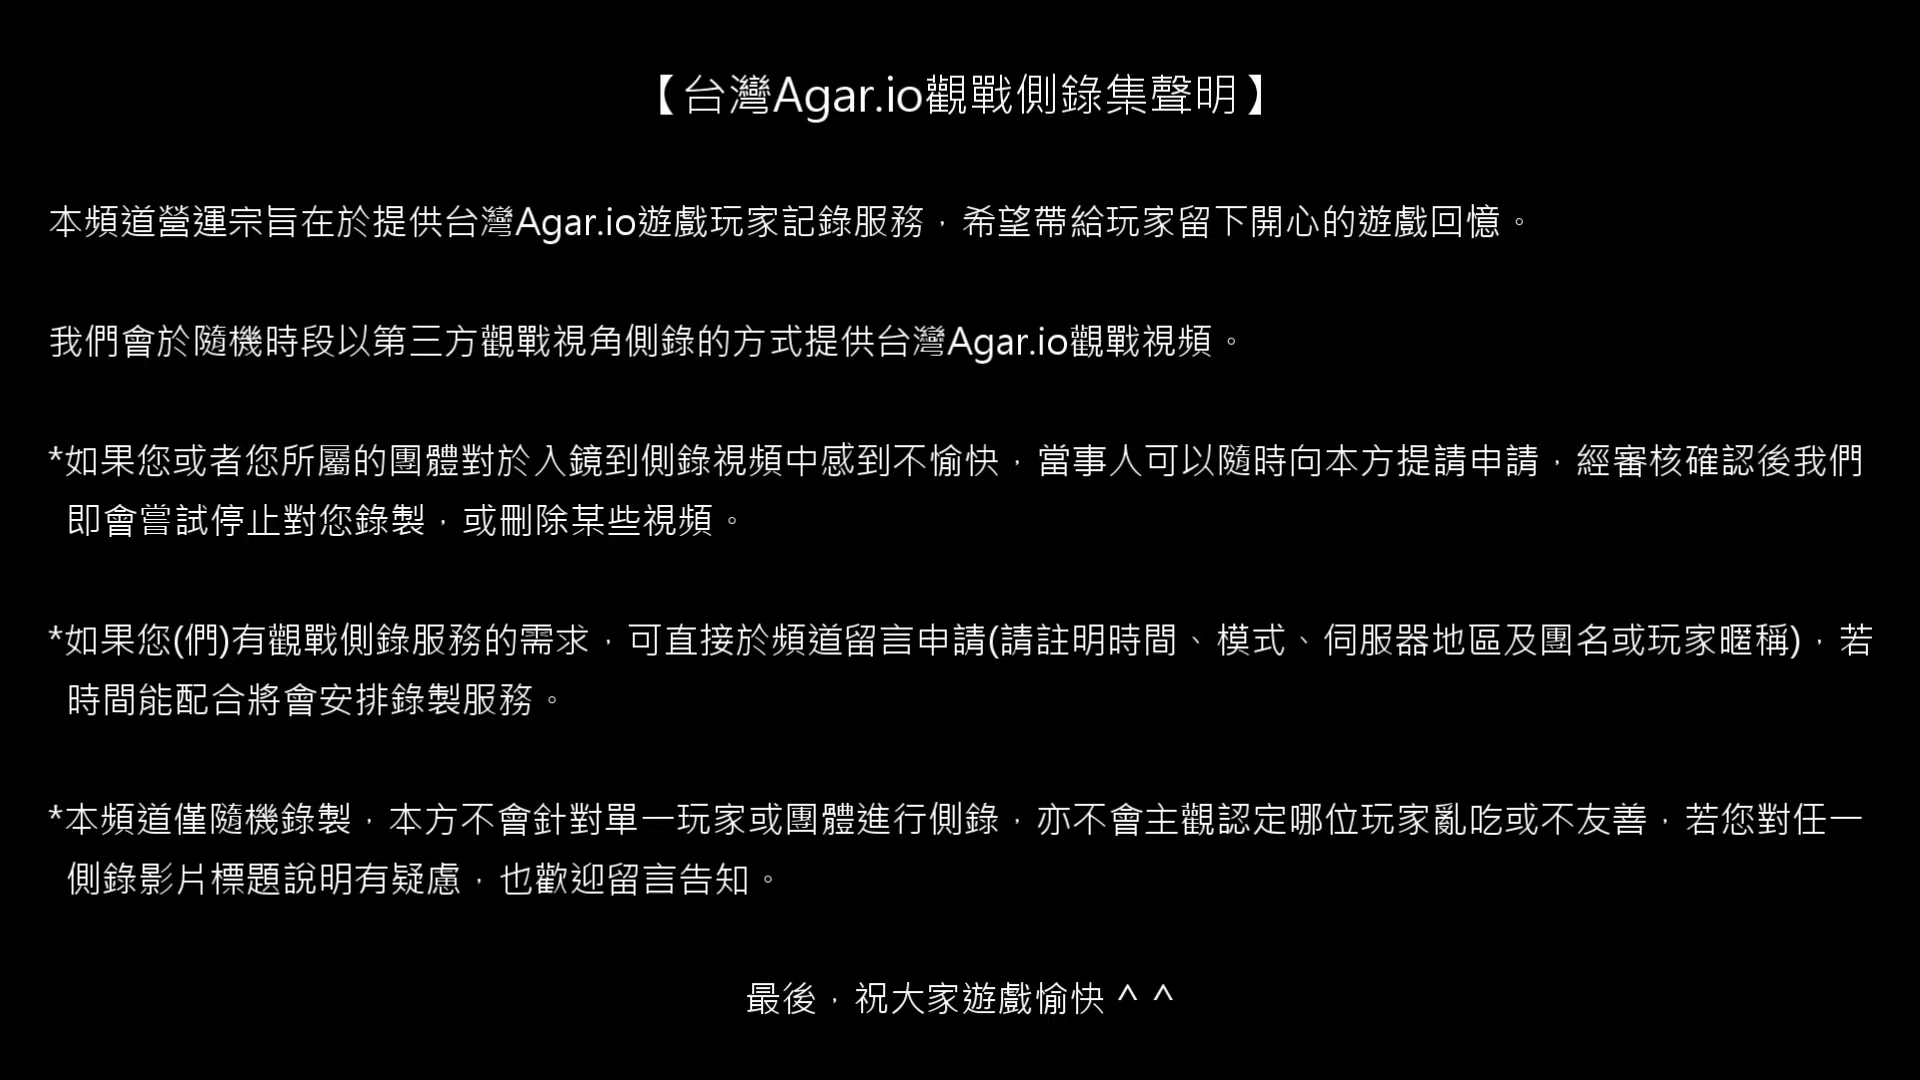 【台灣Agar.io觀戰側錄集聲明】
本頻道營運宗旨在於提供台灣Agar.io遊戲玩家記錄服務，希望帶給玩家留下開心的遊戲回憶。
我們會於隨機時段以第三方觀戰視角側錄的方式提供台灣Agar.io觀戰視頻。
*如果您或者您所屬的團體對於入鏡到側錄視頻中感到不愉快，當事人可以隨時向本方提請申請，經審核確認後我們
即會嘗試停止對您錄製，或刪除某些視頻。
*如果您(們)有觀戰側錄服務的需求，可直接於頻道留言申請(請註明時間、模式、伺服器地區及團名或玩家暱稱)，若
時間能配合將會安排錄製服務。
*本頻道僅隨機錄製，本方不會針對單一玩家或團體進行側錄，亦不會主觀認定哪位玩家亂吃或不友善，若您對任一
側錄影片標題說明有疑慮，也歡迎留言告知。
最後，祝大家遊戲愉快 ^ ^